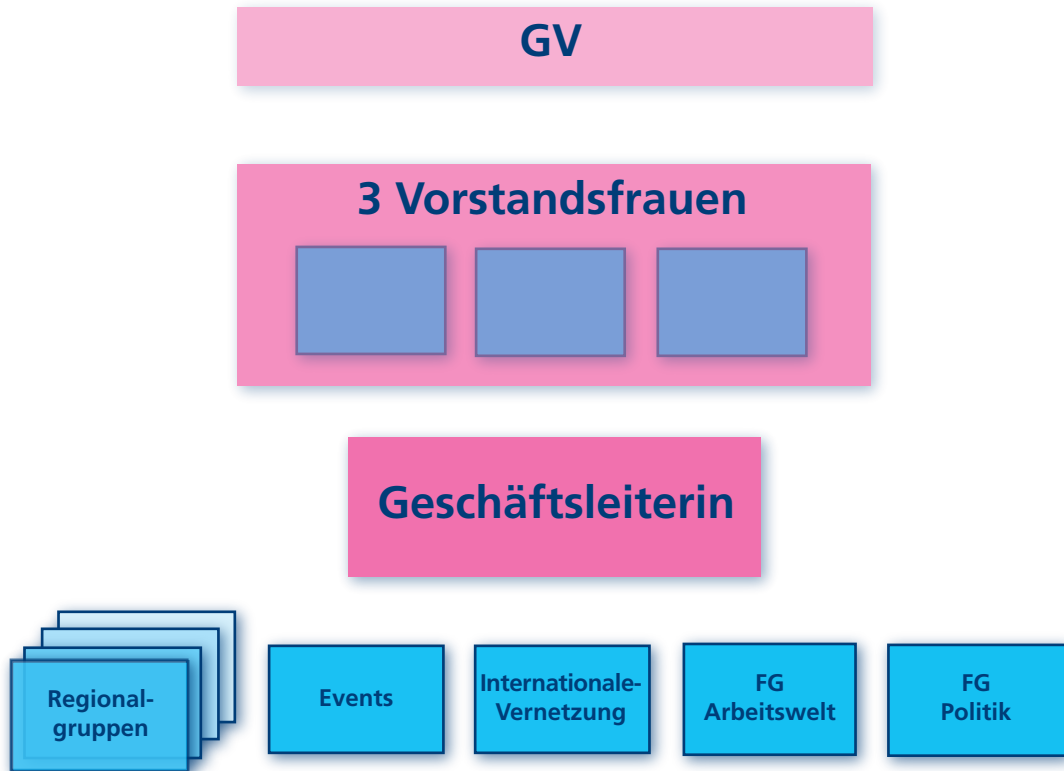 GV
3 Vorstandsfrauen
Geschäftsleiterin
Regional-
gruppen
Events
Internationale-
Vernetzung
FG
Arbeitswelt
FG
Politik